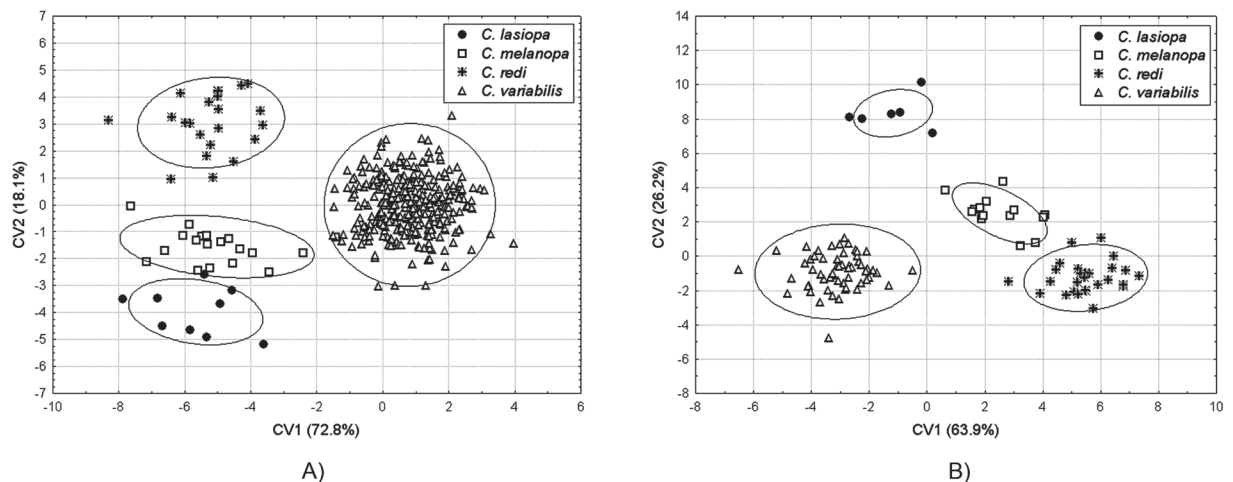 7
6
5
4
3
2
1
0
-1
-2
-3
-4
-5
-6
-7
CV2 (18.1%)
-10 -8 -6 -4 -2 0 2 4 6
CV1 (72.8%)
C. lasiopa
C. melanopa
C. redi
C. variabilis
A)
14
12
10
8
6
4
2
0
-2
-4
-6
-8
CV2 (26.2%)
-8 -6 -4 -2 0 2 4 6 8 10
CV1 (63.9%)
C. lasiopa
C. melanopa
C. redi
C. variabilis
B)